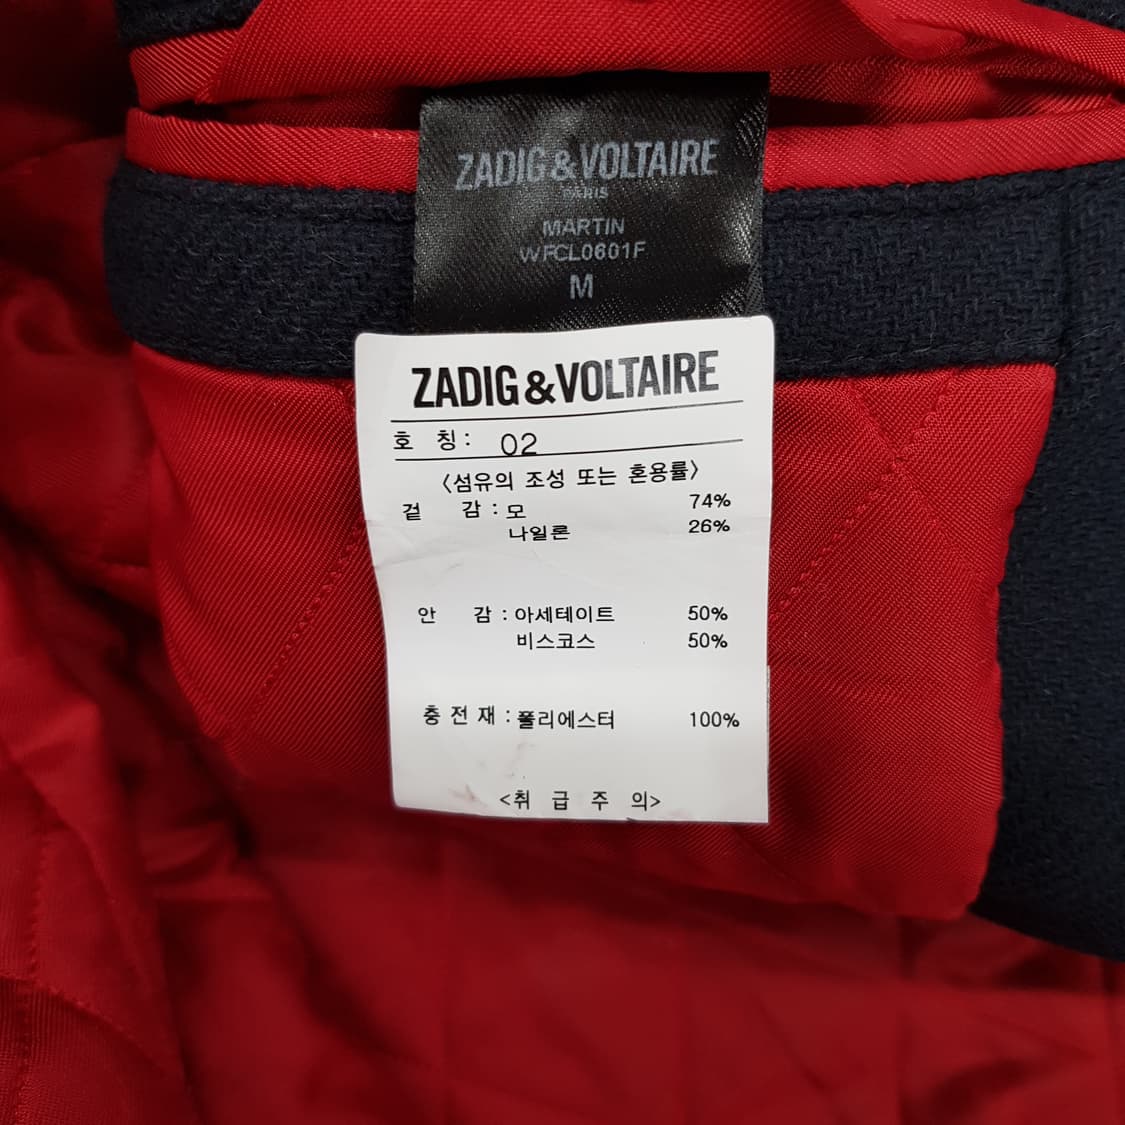 ZADIG & VOLTAIRE
PARIS
MARTIN
WFCL0601F
M
ZADIG & VOLTAIRE
호 칭: 02
<섬유의 조성 또는 혼용률>
겉 감: 모 74%
나일론 26%
안 감: 아세테이트 50%
비스코스 50%
충전재: 폴리에스터 100%
<취급주의>